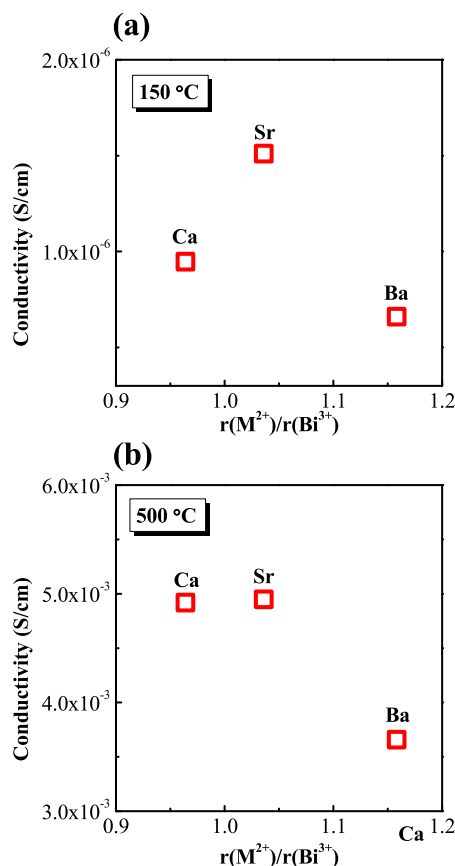 (a)
2.0x10⁻⁶
150 °C
Sr
Ca
1.0x10⁻⁶
Ba
Conductivity (S/cm)
0.9 1.0 1.1 1.2
r(M²⁺)/r(Bi³⁺)
(b)
6.0x10⁻³
500 °C
Ca Sr
5.0x10⁻³
4.0x10⁻³
Ba
Conductivity (S/cm)
3.0x10⁻³
Ca
0.9 1.0 1.1 1.2
r(M²⁺)/r(Bi³⁺)